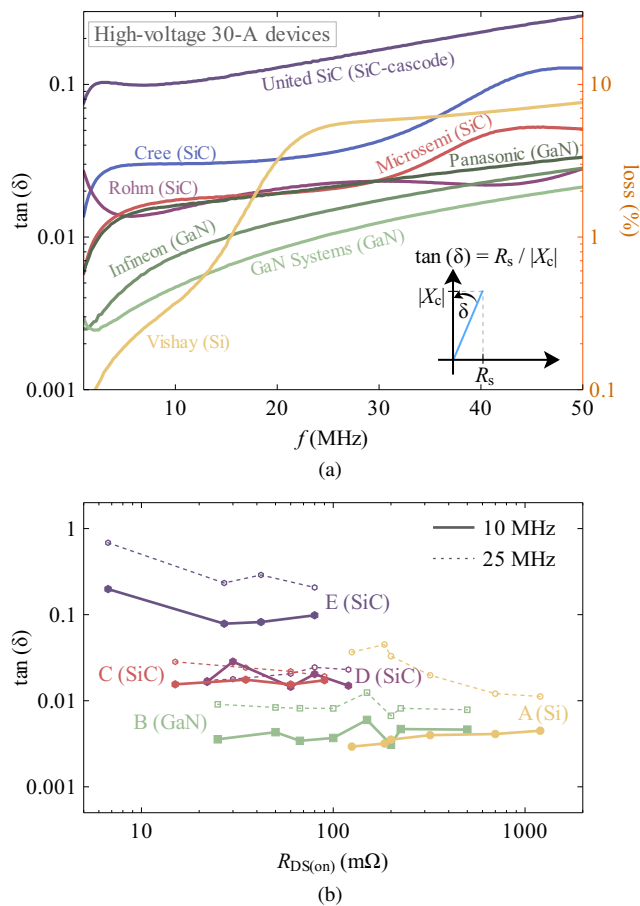 High-voltage 30-A devices
United SiC (SiC-cascode)
Cree (SiC)
Microsemi (SiC)
Panasonic (GaN)
Rohm (SiC)
Infineon (GaN)
GaN Systems (GaN)
Vishay (Si)
tan (δ) = Rs / |Xc|
|Xc|
δ
Rs
0.1
0.01
0.001
tan (δ)
10
1
0.1
loss (%)
10 20 30 40 50
f (MHz)
(a)
10 MHz
25 MHz
E (SiC)
C (SiC)
D (SiC)
B (GaN)
A (Si)
1
0.1
0.01
0.001
tan (δ)
10 100 1000
RDS(on) (mΩ)
(b)